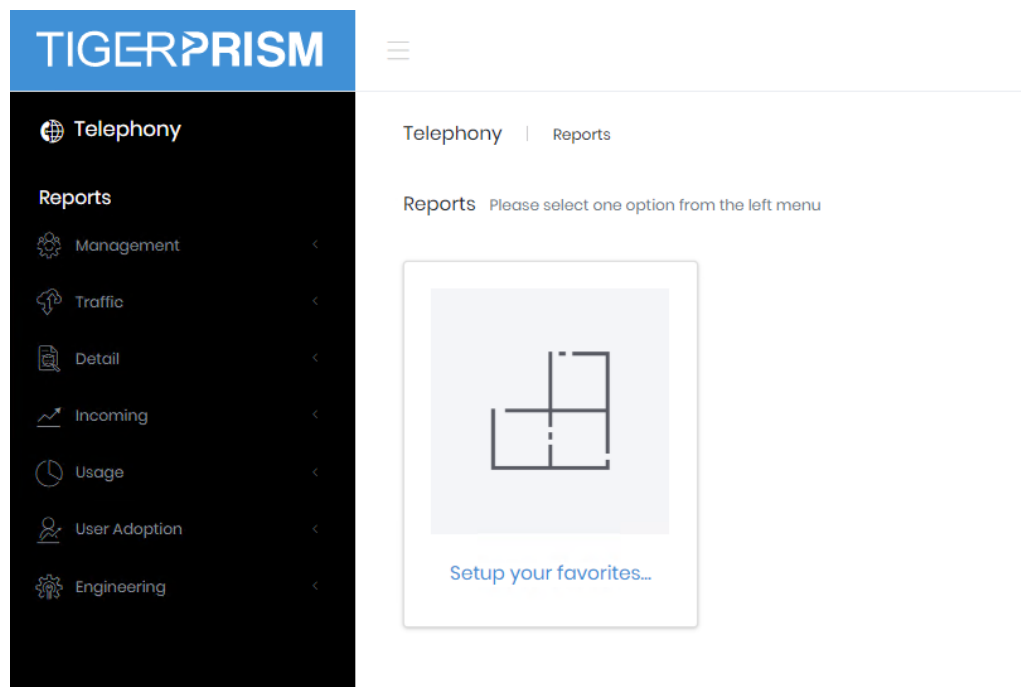 TIGERPRISM
Telephony
Reports
Management
Traffic
Detail
Incoming
Usage
User Adoption
Engineering
Telephony | Reports
Reports Please select one option from the left menu
Setup your favorites...